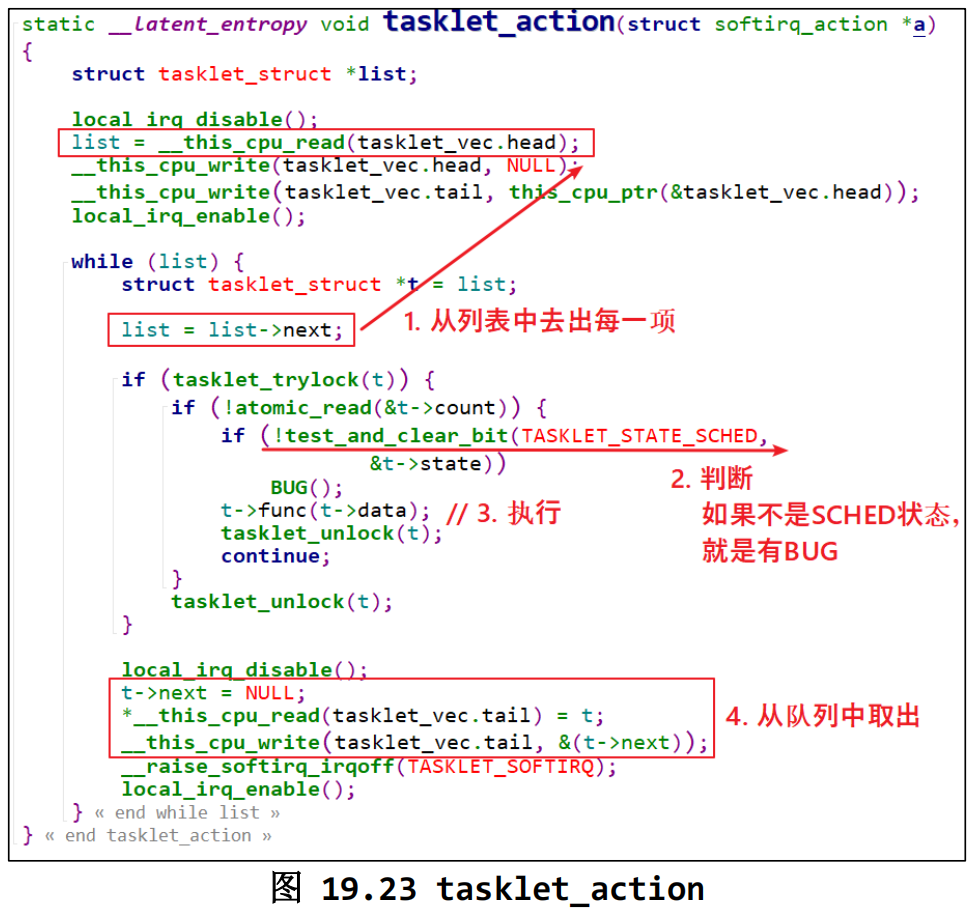 static __latent_entropy void tasklet_action(struct softirq_action *a)
{
struct tasklet_struct *list;
local_irq_disable();
list = __this_cpu_read(tasklet_vec.head);
__this_cpu_write(tasklet_vec.head, NULL);
__this_cpu_write(tasklet_vec.tail, this_cpu_ptr(&tasklet_vec.head));
local_irq_enable();
while (list) {
struct tasklet_struct *t = list;
list = list->next;
1. 从列表中去出每一项
if (tasklet_trylock(t)) {
if (!atomic_read(&t->count)) {
if (!test_and_clear_bit(TASKLET_STATE_SCHED,
&t->state))
2. 判断
如果不是SCHED状态,
就是有BUG
BUG();
t->func(t->data); // 3. 执行
tasklet_unlock(t);
continue;
}
tasklet_unlock(t);
}
local_irq_disable();
t->next = NULL;
*__this_cpu_read(tasklet_vec.tail) = t;
__this_cpu_write(tasklet_vec.tail, &(t->next));
4. 从队列中取出
__raise_softirq_irqoff(TASKLET_SOFTIRQ);
local_irq_enable();
} « end while list »
} « end tasklet_action »
图 19.23 tasklet_action